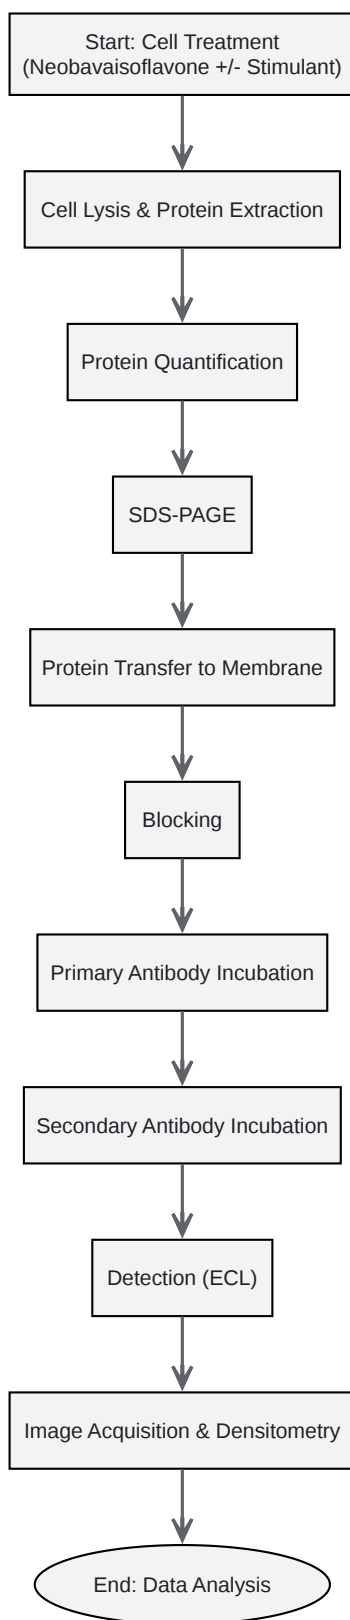 Start: Cell Treatment
(Neobavaisoflavone +/- Stimulant)
Cell Lysis & Protein Extraction
Protein Quantification
SDS-PAGE
Protein Transfer to Membrane
Blocking
Primary Antibody Incubation
Secondary Antibody Incubation
Detection (ECL)
Image Acquisition & Densitometry
End: Data Analysis